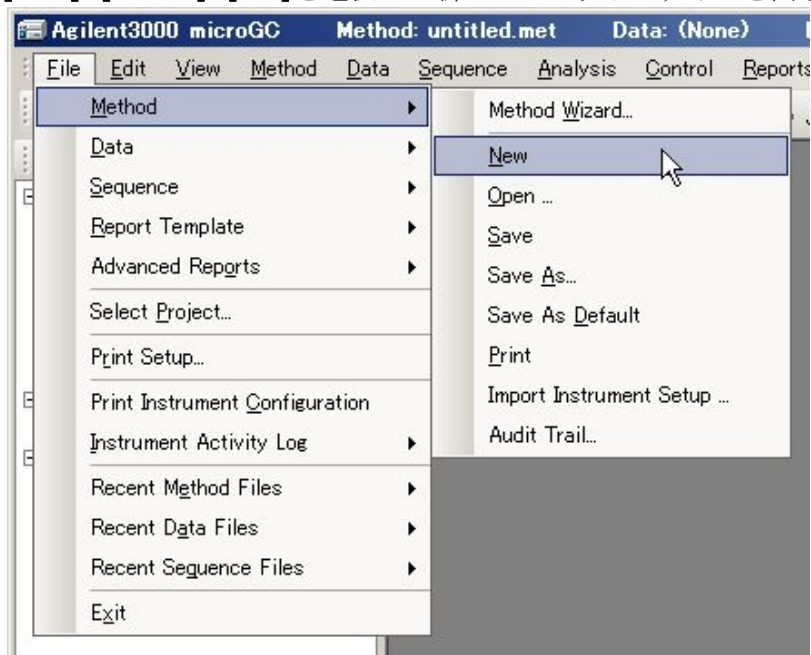 Agilent3000 microGC Method: untitled.met Data: (None)
File Edit View Method Data Sequence Analysis Control Reports
Method
Data
Sequence
Report Template
Advanced Reports
Select Project...
Print Setup...
Print Instrument Configuration
Instrument Activity Log
Recent Method Files
Recent Data Files
Recent Sequence Files
Exit
Method Wizard...
New
Open ...
Save
Save As...
Save As Default
Print
Import Instrument Setup ...
Audit Trail...